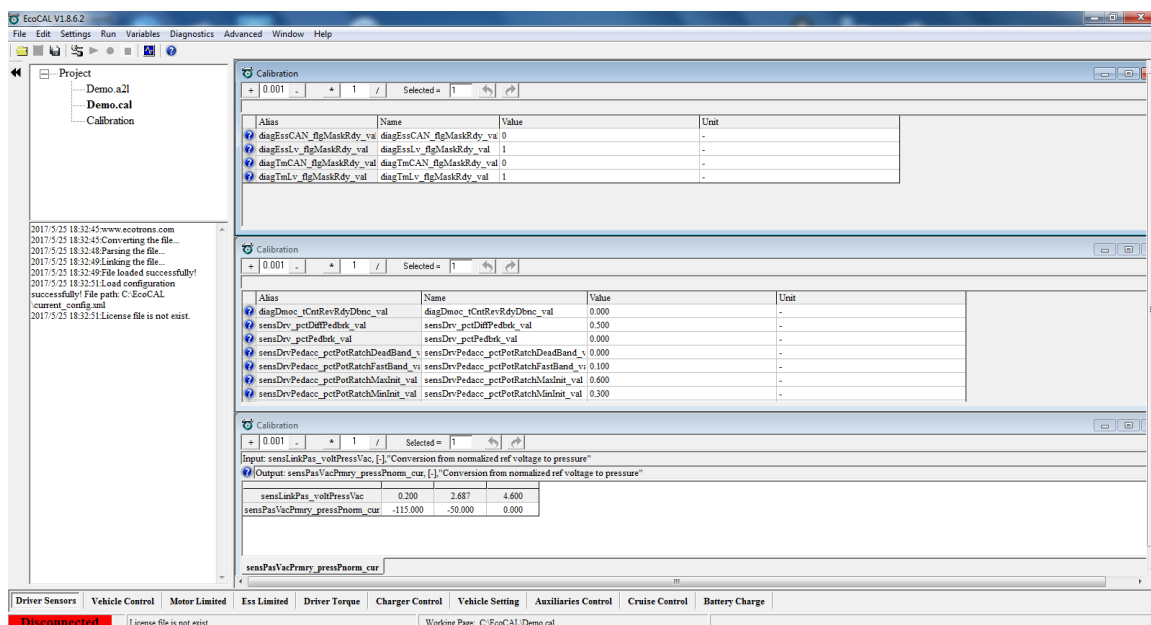 EcoCAL V1.8.6.2
File Edit Settings Run Variables Diagnostics Advanced Window Help
Project
Demo.a2l
Demo.cal
Calibration
2017/5/25 18:32:45:www.ecotrons.com
2017/5/25 18:32:45:Converting the file...
2017/5/25 18:32:48:Parsing the file...
2017/5/25 18:32:49:Linking the file...
2017/5/25 18:32:49:File loaded successfully!
2017/5/25 18:32:51:Load configuration
successfully! File path: C:\EcoCAL
\current_config.xml
2017/5/25 18:32:51:License file is not exist.
Calibration
+ 0.001 - * 1 / Selected = 1
Alias Name Value Unit
diagEssCAN_flgMaskRdy_val diagEssCAN_flgMaskRdy_val 0 -
diagEssLv_flgMaskRdy_val diagEssLv_flgMaskRdy_val 1 -
diagTmCAN_flgMaskRdy_val diagTmCAN_flgMaskRdy_val 0 -
diagTmLv_flgMaskRdy_val diagTmLv_flgMaskRdy_val 1 -
Calibration
+ 0.001 - * 1 / Selected = 1
Alias Name Value Unit
diagDmoc_tCntRevRdyDbnc_val diagDmoc_tCntRevRdyDbnc_val 0.000 -
sensDrv_pctDiffPedbrk_val sensDrv_pctDiffPedbrk_val 0.500 -
sensDrv_pctPedbrk_val sensDrv_pctPedbrk_val 0.000 -
sensDrvPedacc_pctPotRatchDeadBand_v sensDrvPedacc_pctPotRatchDeadBand_v 0.000 -
sensDrvPedacc_pctPotRatchFastBand_va sensDrvPedacc_pctPotRatchFastBand_va 0.100 -
sensDrvPedacc_pctPotRatchMaxInit_val sensDrvPedacc_pctPotRatchMaxInit_val 0.600 -
sensDrvPedacc_pctPotRatchMinInit_val sensDrvPedacc_pctPotRatchMinInit_val 0.300 -
Calibration
+ 0.001 - * 1 / Selected = 1
Input: sensLinkPas_voltPressVac, [-],"Conversion from normalized ref voltage to pressure"
Output: sensPasVacPrmry_pressPnorm_cur, [-],"Conversion from normalized ref voltage to pressure"
sensLinkPas_voltPressVac 0.200 2.687 4.600
sensPasVacPrmry_pressPnorm_cur -115.000 -50.000 0.000
sensPasVacPrmry_pressPnorm_cur
Driver Sensors Vehicle Control Motor Limited Ess Limited Driver Torque Charger Control Vehicle Setting Auxiliaries Control Cruise Control Battery Charge
Disconnected License file is not exist. Working Page: C:\EcoCAL\Demo.cal